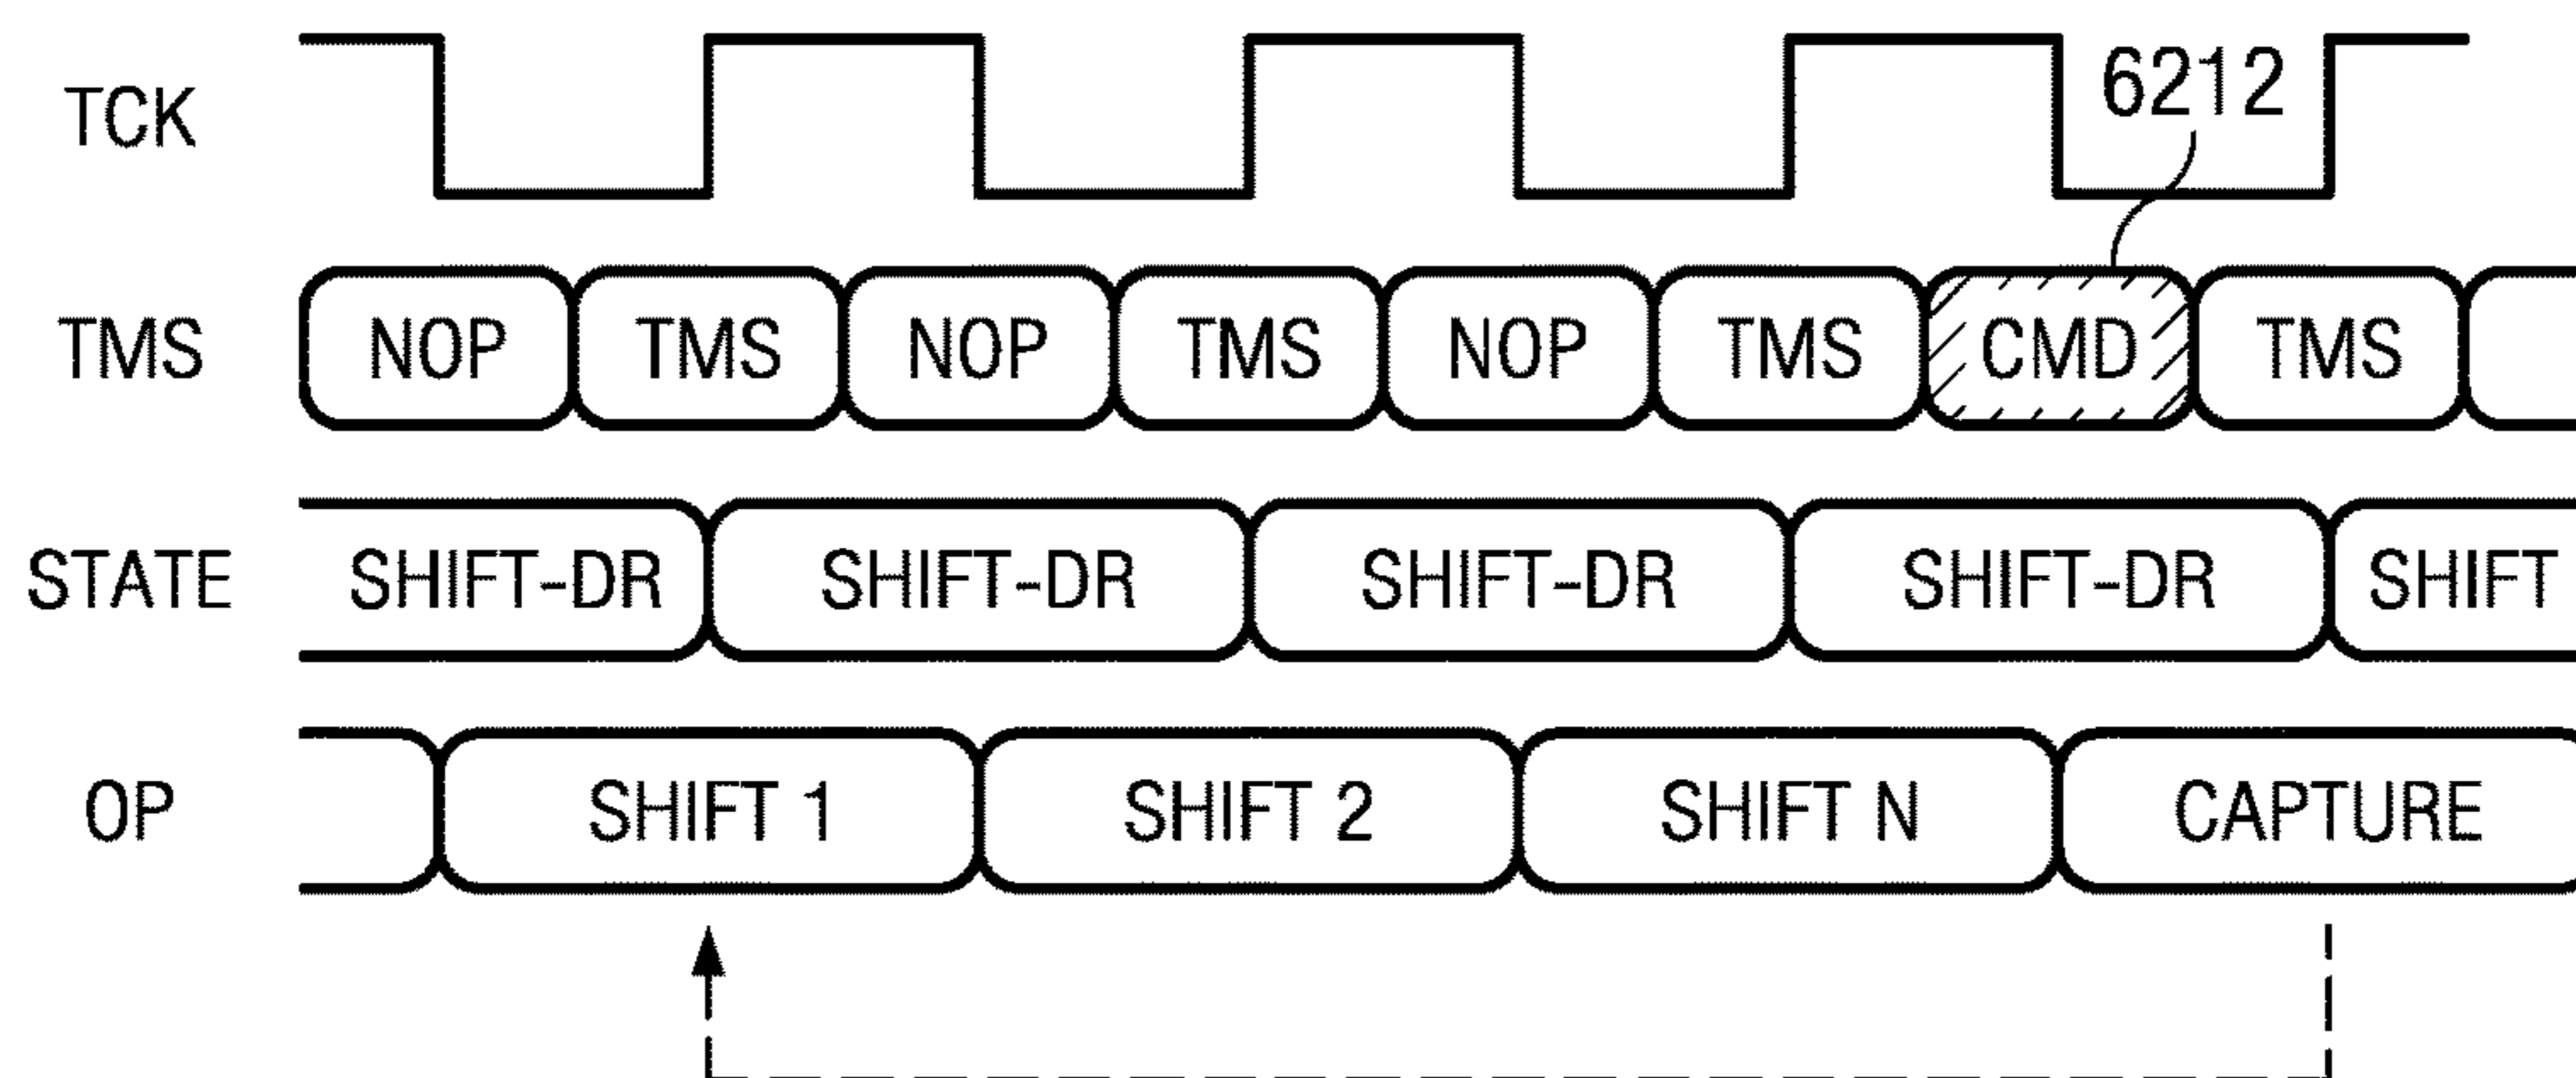 TCK 6212
TMS NOP TMS NOP TMS NOP TMS CMD TMS
STATE SHIFT-DR SHIFT-DR SHIFT-DR SHIFT-DR SHIFT
OP SHIFT 1 SHIFT 2 SHIFT N CAPTURE